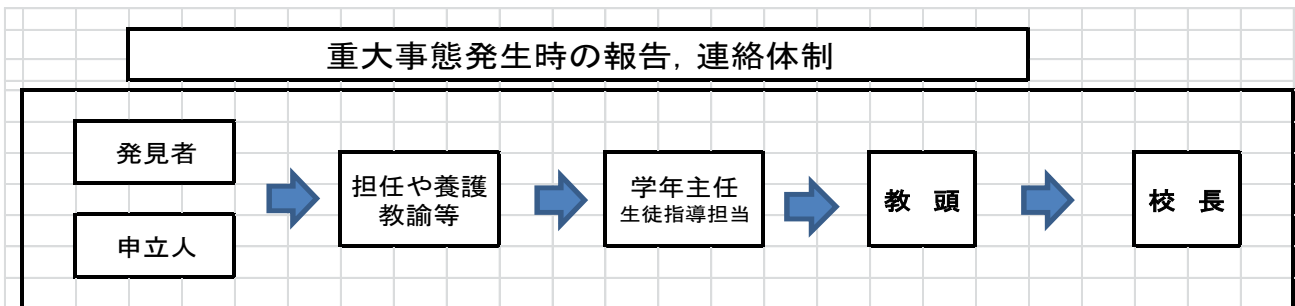 重大事態発生時の報告，連絡体制
発見者
申立人
担任や養護
教諭等
学年主任
生徒指導担当
教　頭
校　長